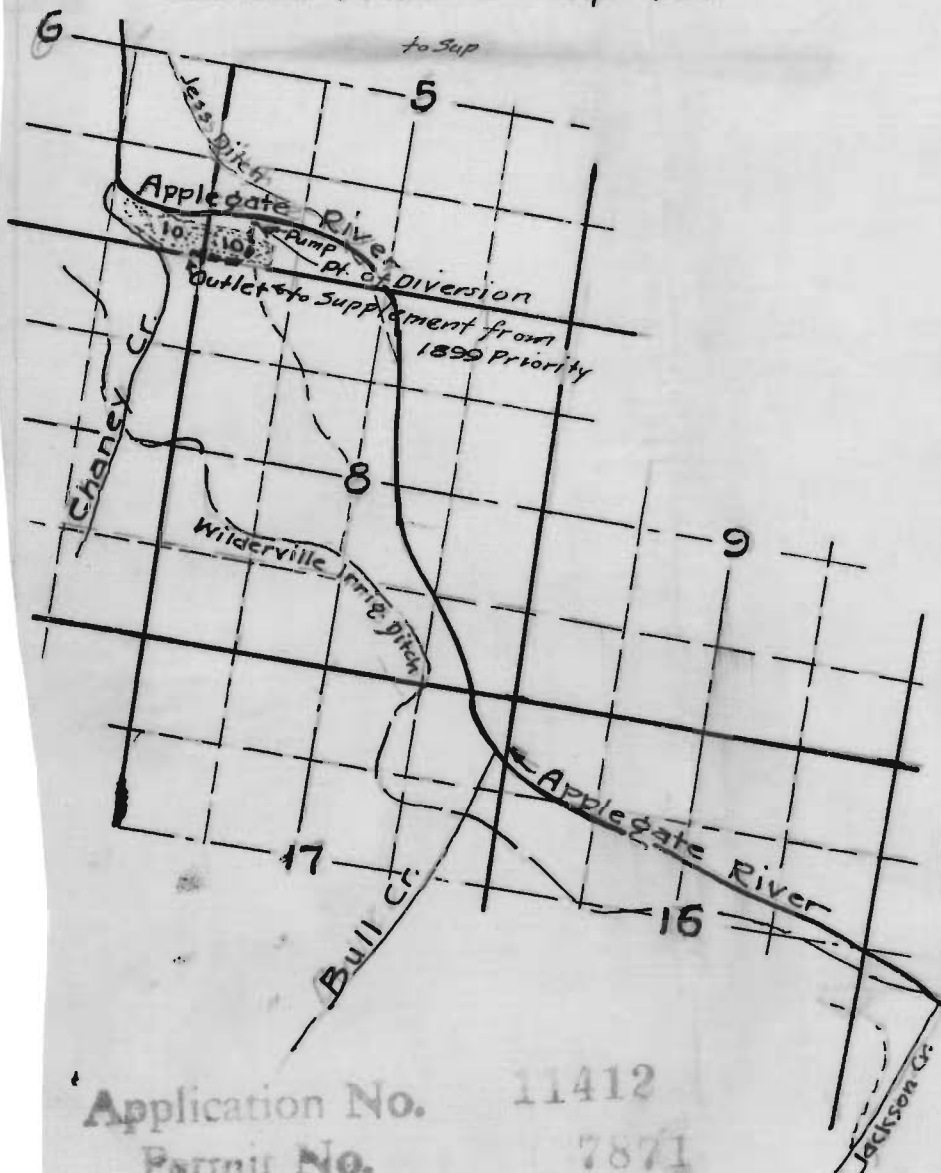 to Sup
6
5
Jess Ditch
Applegate River
10
10
Pump
Pt. of Diversion
Outlet to Supplement from
1899 Priority
Chaney Cr.
8
9
Wilderville Irrig. Ditch
Applegate River
17
16
Bull Cr.
Jackson Cr.
Application No. 11412
Permit No. 7871